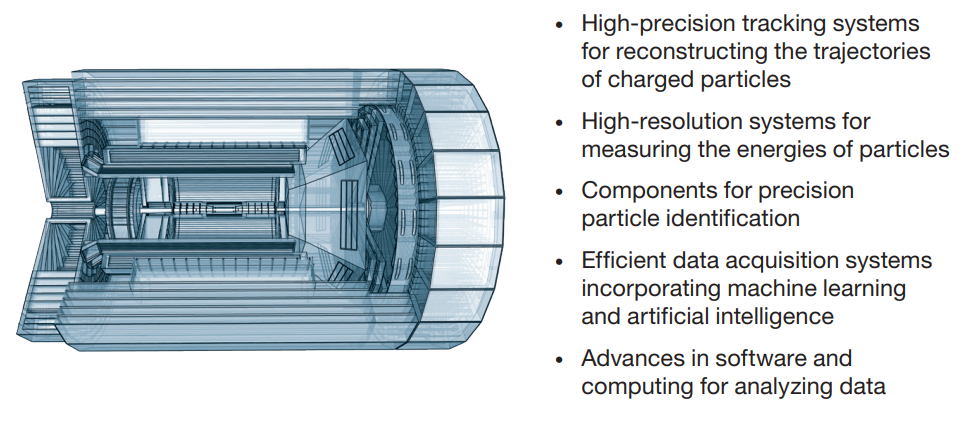 • High-precision tracking systems
for reconstructing the trajectories
of charged particles
• High-resolution systems for
measuring the energies of particles
• Components for precision
particle identification
• Efficient data acquisition systems
incorporating machine learning
and artificial intelligence
• Advances in software and
computing for analyzing data